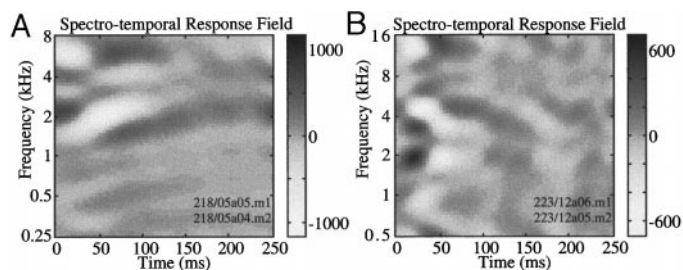 A
Spectro-temporal Response Field
Frequency (kHz)
8
4
2
1
0.5
0.25
218/05a05.m1
218/05a04.m2
0 50 100 150 200 250
Time (ms)
1000
0
-1000
B
Spectro-temporal Response Field
Frequency (kHz)
16
8
4
2
1
0.5
223/12a06.m1
223/12a05.m2
0 50 100 150 200 250
Time (ms)
600
0
-600